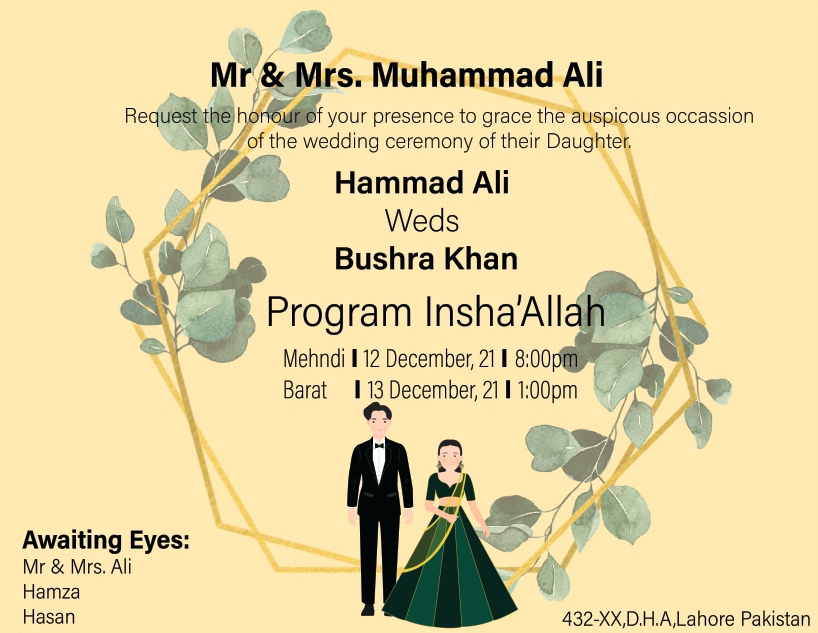 Mr & Mrs. Muhammad Ali
Request the honour of your presence to grace the auspicous occassion
of the wedding ceremony of their Daughter.
Hammad Ali
Weds
Bushra Khan
Program Insha'Allah
Mehndi I 12 December, 21 I 8:00pm
Barat I 13 December, 21 I 1:00pm
Awaiting Eyes:
Mr & Mrs. Ali
Hamza
Hasan
432-XX,D.H.A,Lahore Pakistan